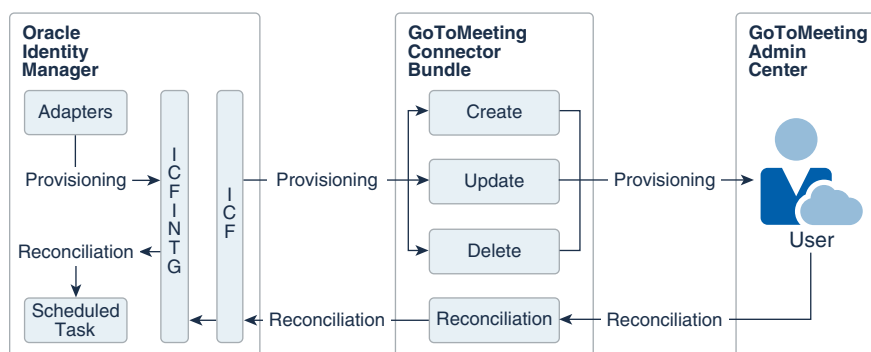 Oracle
Identity
Manager
Adapters
Provisioning
Reconciliation
Scheduled
Task
I
C
F
I
N
T
G
I
C
F
Provisioning
Reconciliation
GoToMeeting
Connector
Bundle
Create
Update
Delete
Reconciliation
Provisioning
Reconciliation
GoToMeeting
Admin
Center
User